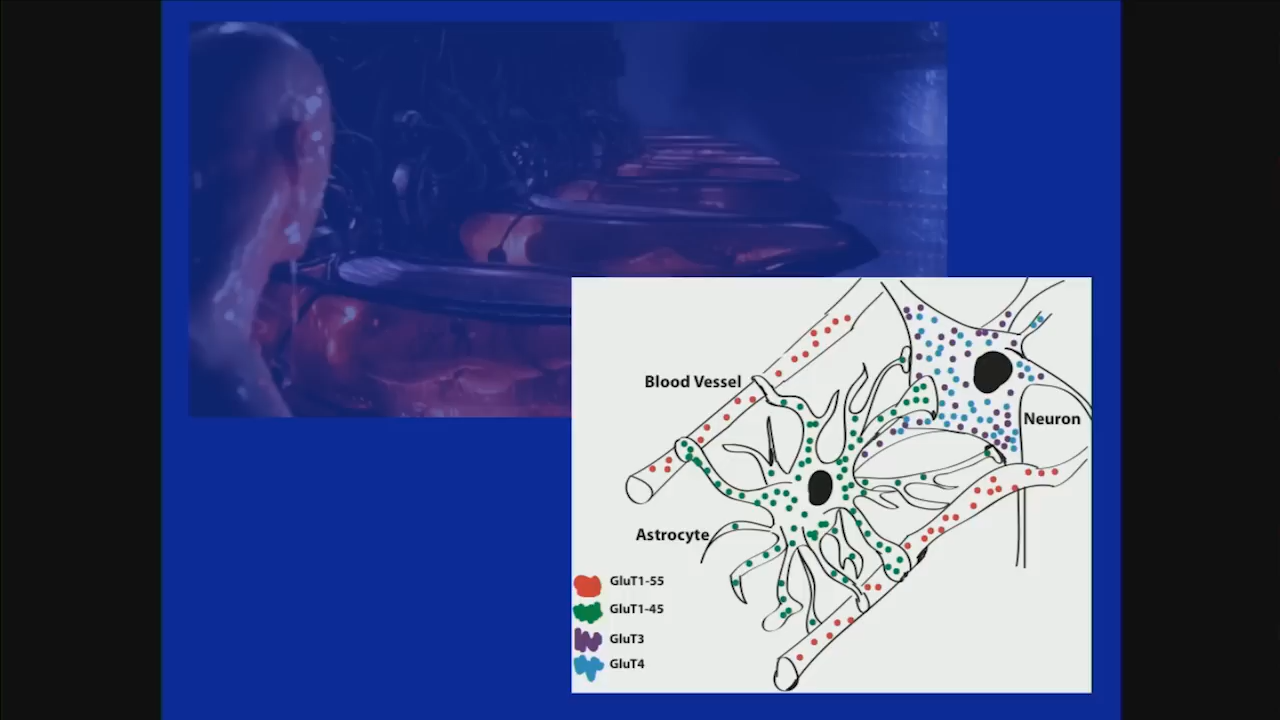 Blood Vessel
Neuron
Astrocyte
GluT1-55
GluT1-45
GluT3
GluT4